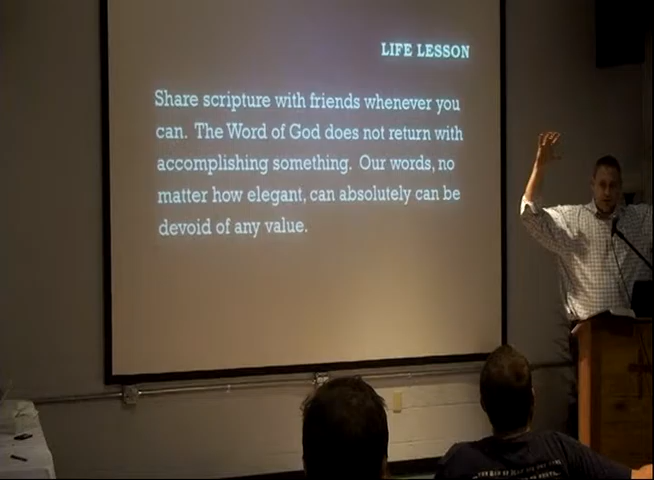 LIFE LESSON
Share scripture with friends whenever you
can. The Word of God does not return with
accomplishing something. Our words, no
matter how elegant, can absolutely can be
devoid of any value.